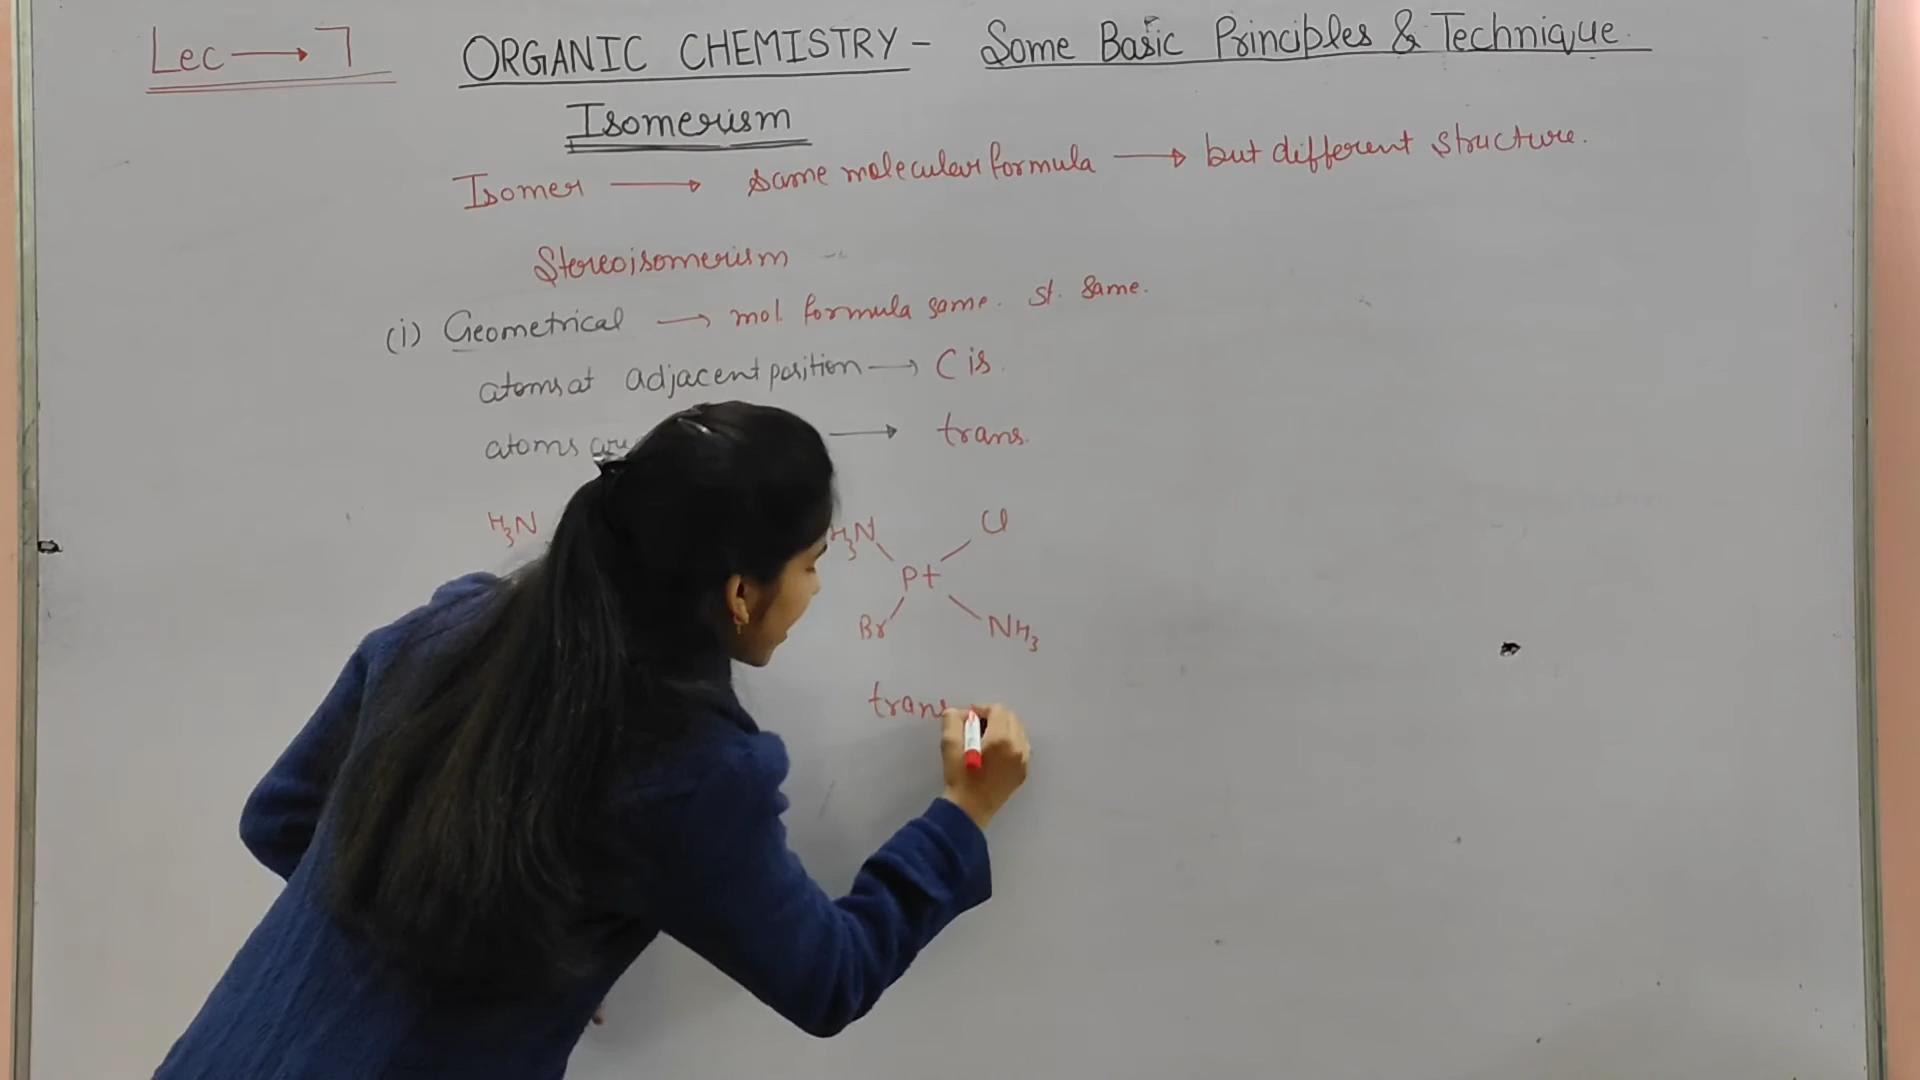 Lec → 7 ORGANIC CHEMISTRY - Some Basic Principles & Technique.
Isomerism
Isomer → same molecular formula → but different structure.
Stereoisomerism
(i) Geometrical → mol. formula same. st. same.
atoms at adjacent position → Cis.
atoms → trans.
H₃N H₃N Cl
Pt
Br NH₃
trans